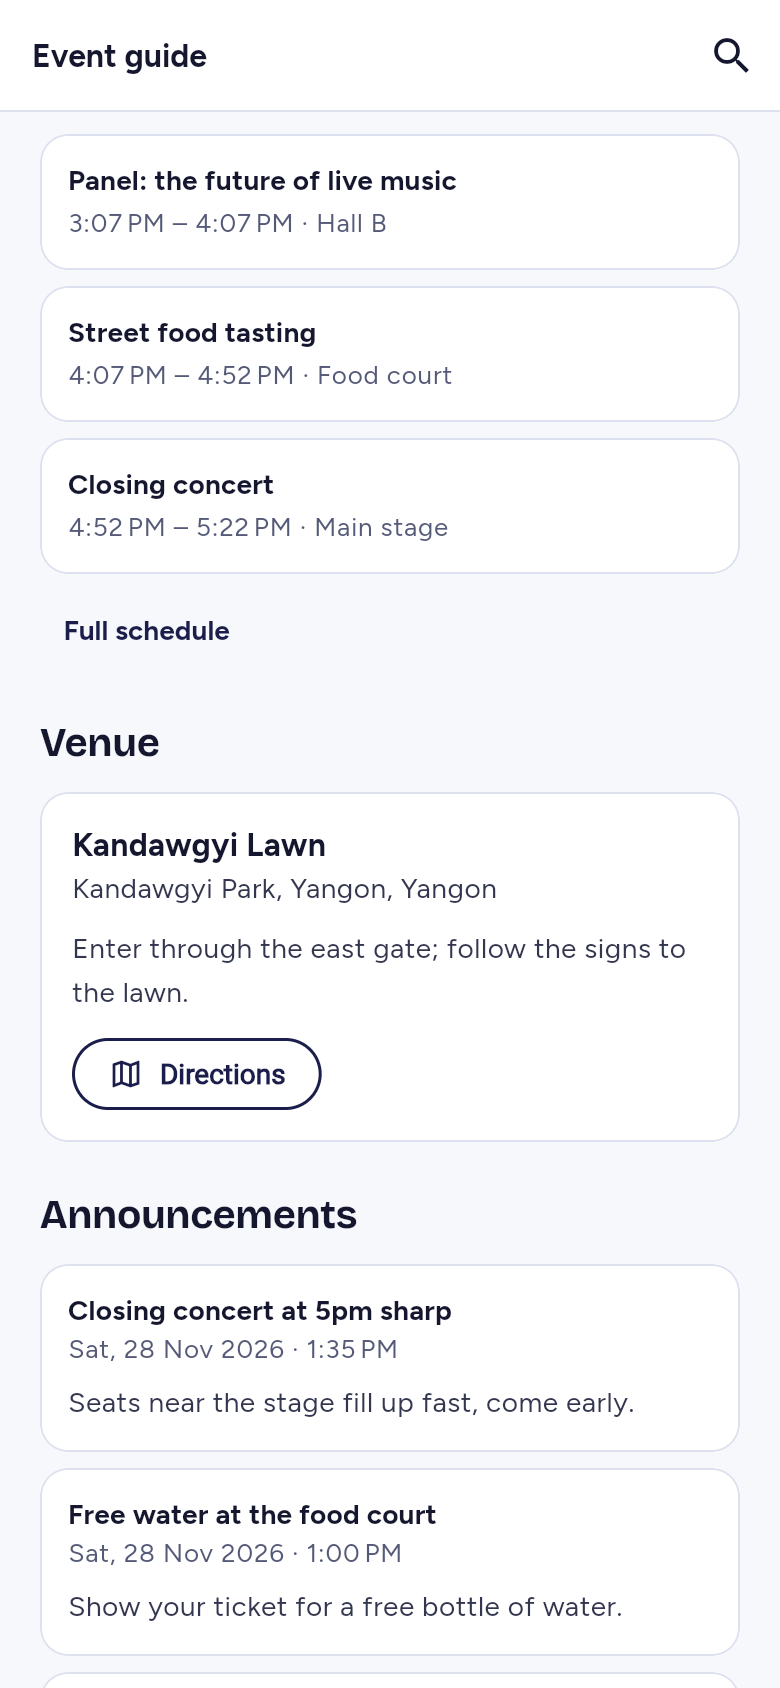 Event guide
Panel: the future of live music
3:07 PM – 4:07 PM · Hall B
Street food tasting
4:07 PM – 4:52 PM · Food court
Closing concert
4:52 PM – 5:22 PM · Main stage
Full schedule
Venue
Kandawgyi Lawn
Kandawgyi Park, Yangon, Yangon
Enter through the east gate; follow the signs to
the lawn.
Directions
Announcements
Closing concert at 5pm sharp
Sat, 28 Nov 2026 · 1:35 PM
Seats near the stage fill up fast, come early.
Free water at the food court
Sat, 28 Nov 2026 · 1:00 PM
Show your ticket for a free bottle of water.